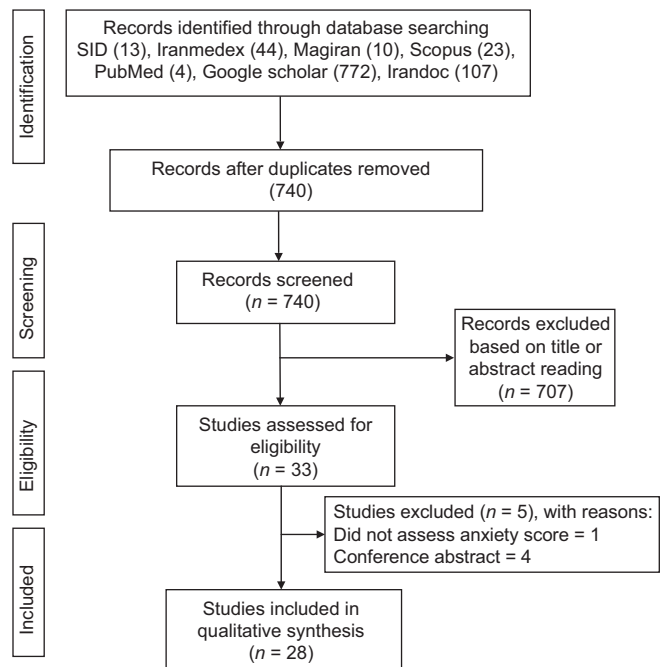 Identification
Records identified through database searching
SID (13), Iranmedex (44), Magiran (10), Scopus (23),
PubMed (4), Google scholar (772), Irandoc (107)
Records after duplicates removed
(740)
Screening
Records screened
(n = 740)
Records excluded
based on title or
abstract reading
(n = 707)
Eligibility
Studies assessed for
eligibility
(n = 33)
Studies excluded (n = 5), with reasons:
Did not assess anxiety score = 1
Conference abstract = 4
Included
Studies included in
qualitative synthesis
(n = 28)